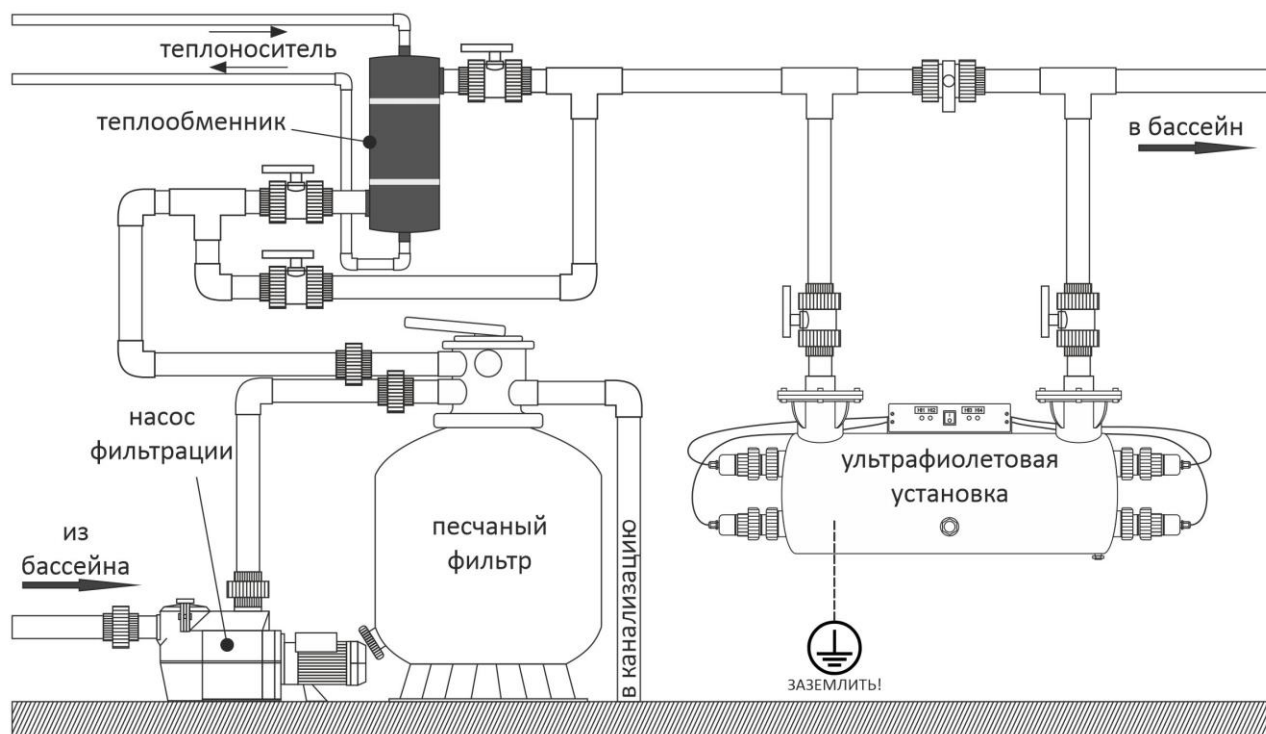 теплоноситель
теплообменник
в бассейн
насос
фильтрации
ультрафиолетовая
установка
песчаный
фильтр
из
бассейна
в канализацию
ЗАЗЕМЛИТЬ!